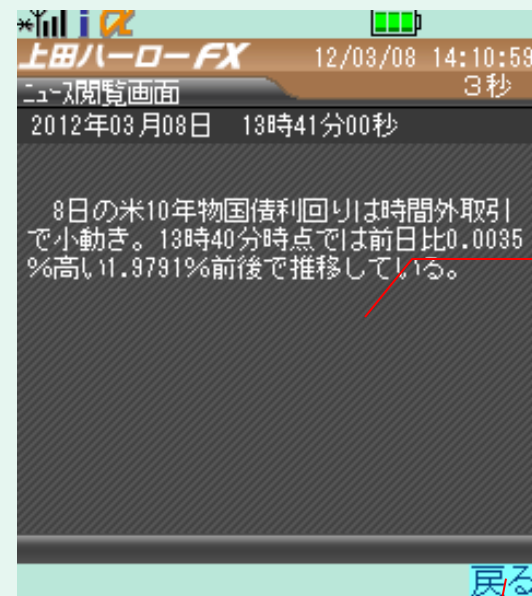 上田ハーローFX 12/03/08 14:10:59
ニュース閲覧画面 3秒
2012年03月08日 13時41分00秒
8日の米10年物国債利回りは時間外取引
で小動き。13時40分時点では前日比0.0035
%高い1.9791%前後で推移している。
戻る